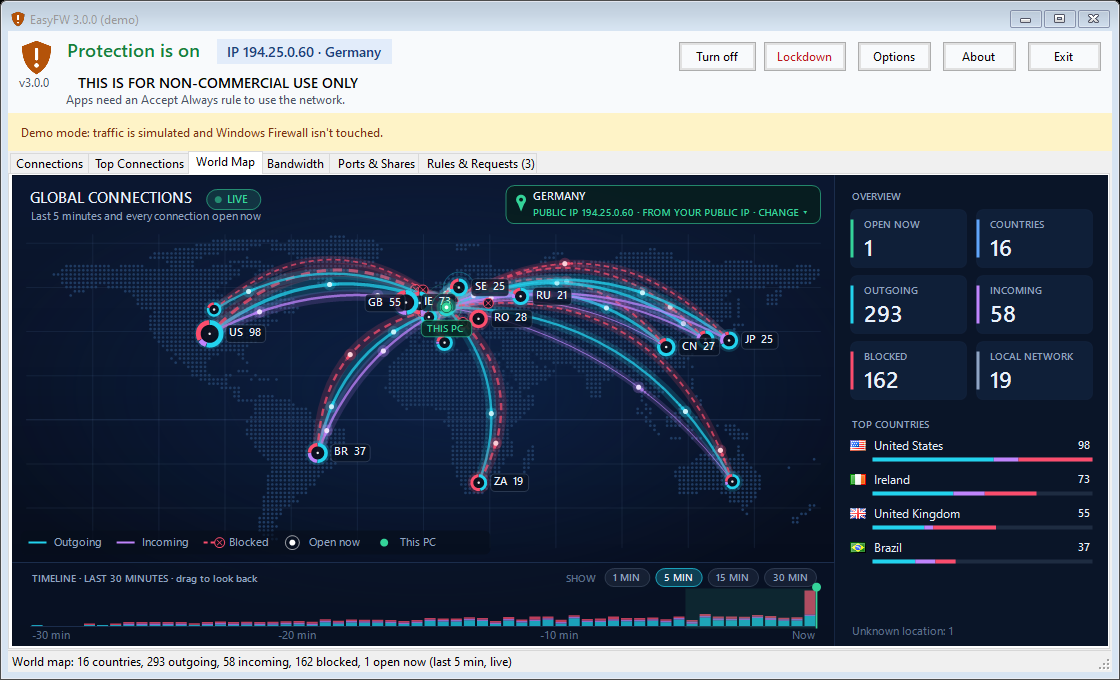 EasyFW 3.0.0 (demo)
Protection is on
IP 194.25.0.60 · Germany
Turn off
Lockdown
Options
About
Exit
v3.0.0
THIS IS FOR NON-COMMERCIAL USE ONLY
Apps need an Accept Always rule to use the network.
Demo mode: traffic is simulated and Windows Firewall isn't touched.
Connections
Top Connections
World Map
Bandwidth
Ports & Shares
Rules & Requests (3)
GLOBAL CONNECTIONS
LIVE
Last 5 minutes and every connection open now
GERMANY
PUBLIC IP 194.25.0.60 · FROM YOUR PUBLIC IP · CHANGE
SE 25
GB 55
IE 73
RU 21
RO 28
THIS PC
US 98
CN 27
JP 25
BR 37
ZA 19
Outgoing
Incoming
Blocked
Open now
This PC
TIMELINE · LAST 30 MINUTES · drag to look back
SHOW
1 MIN
5 MIN
15 MIN
30 MIN
-30 min
-20 min
-10 min
Now
OVERVIEW
OPEN NOW
1
COUNTRIES
16
OUTGOING
293
INCOMING
58
BLOCKED
162
LOCAL NETWORK
19
TOP COUNTRIES
United States 98
Ireland 73
United Kingdom 55
Brazil 37
Unknown location: 1
World map: 16 countries, 293 outgoing, 58 incoming, 162 blocked, 1 open now (last 5 min, live)